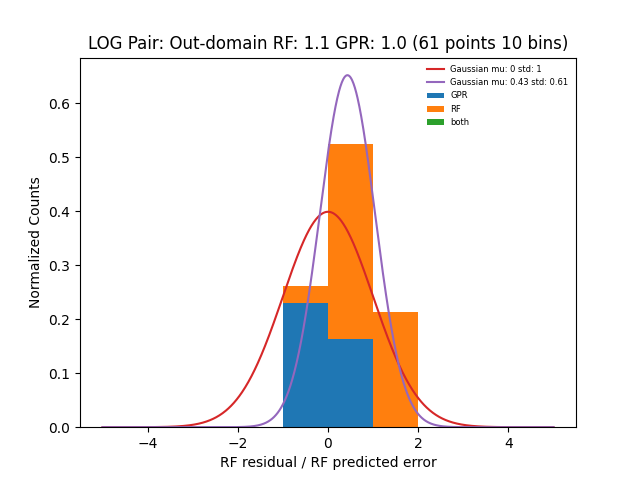 LOG Pair: Out-domain RF: 1.1 GPR: 1.0 (61 points 10 bins)
Gaussian mu: 0 std: 1
Gaussian mu: 0.43 std: 0.61
GPR
RF
both
Normalized Counts
0.6
0.5
0.4
0.3
0.2
0.1
0.0
−4 −2 0 2 4
RF residual / RF predicted error